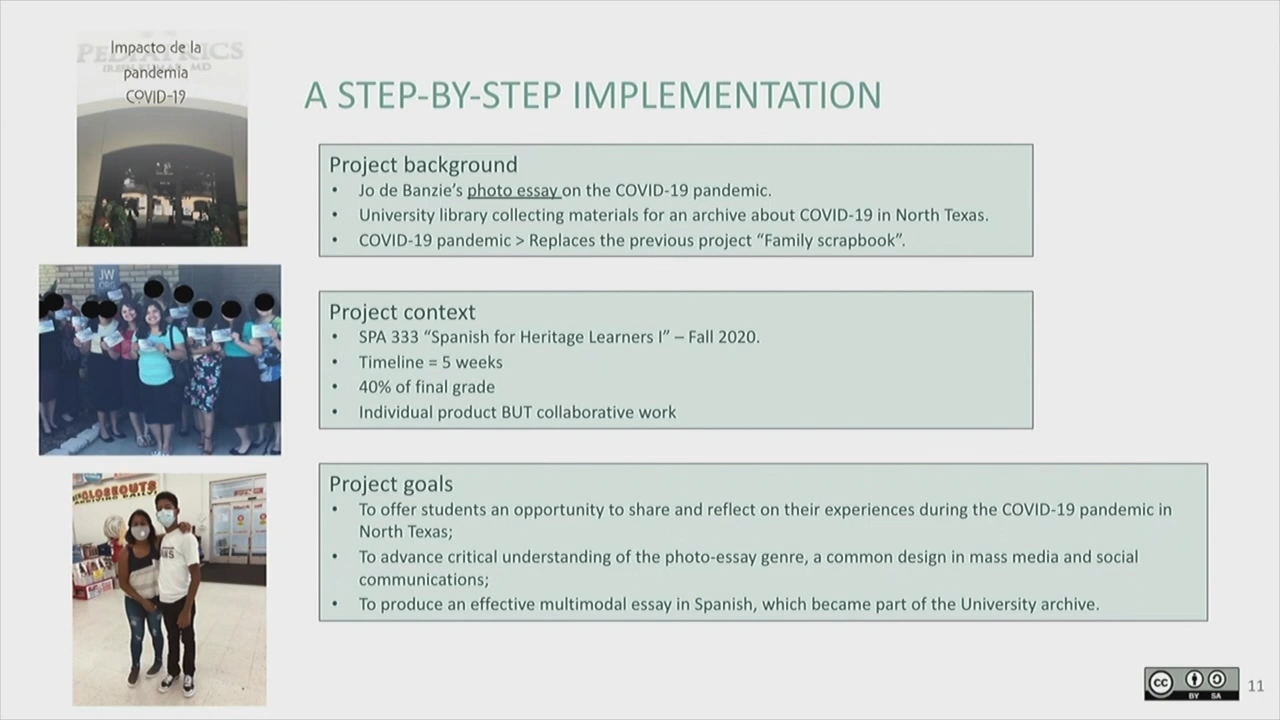 PEDIATRICS
Impacto de la
pandemia
COVID-19
A STEP-BY-STEP IMPLEMENTATION
Project background
• Jo de Banzie’s photo essay on the COVID-19 pandemic.
• University library collecting materials for an archive about COVID-19 in North Texas.
• COVID-19 pandemic > Replaces the previous project “Family scrapbook”.
JW
ORG
Project context
• SPA 333 “Spanish for Heritage Learners I” – Fall 2020.
• Timeline = 5 weeks
• 40% of final grade
• Individual product BUT collaborative work
CLOSEOUTS
ARRIVING DAILY!
Project goals
• To offer students an opportunity to share and reflect on their experiences during the COVID-19 pandemic in
North Texas;
• To advance critical understanding of the photo-essay genre, a common design in mass media and social
communications;
• To produce an effective multimodal essay in Spanish, which became part of the University archive.
cc
BY SA
11